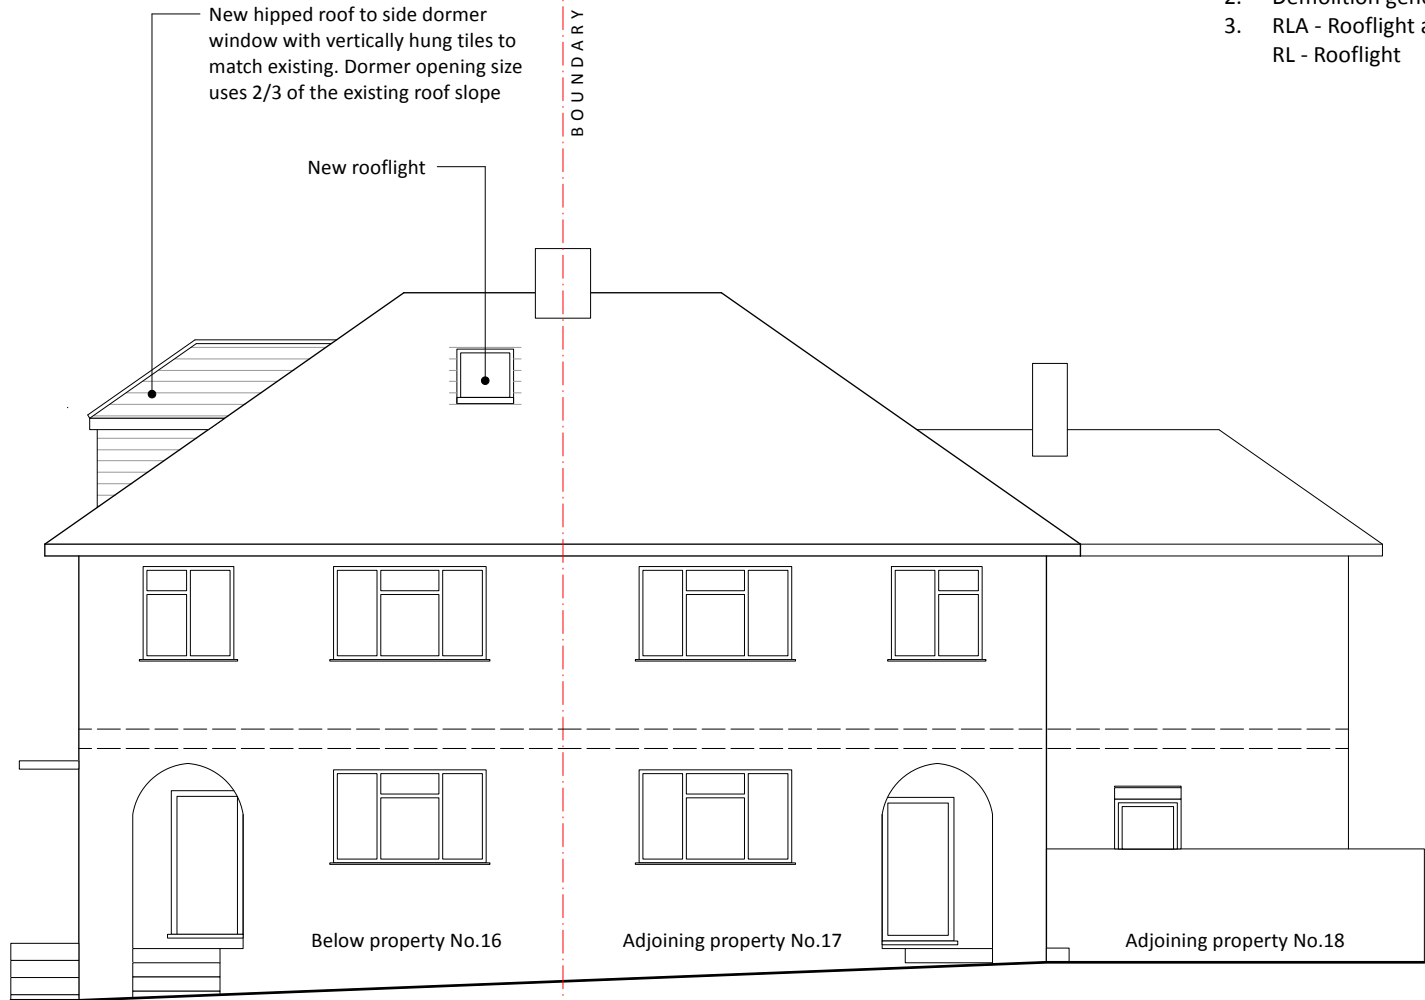 New hipped roof to side dormer
window with vertically hung tiles to
match existing. Dormer opening size
uses 2/3 of the existing roof slope
BOUNDARY
2. Demolition
3. RLA - Rooflight
RL - Rooflight
New rooflight
Below property No.16
Adjoining property No.17
Adjoining property No.18